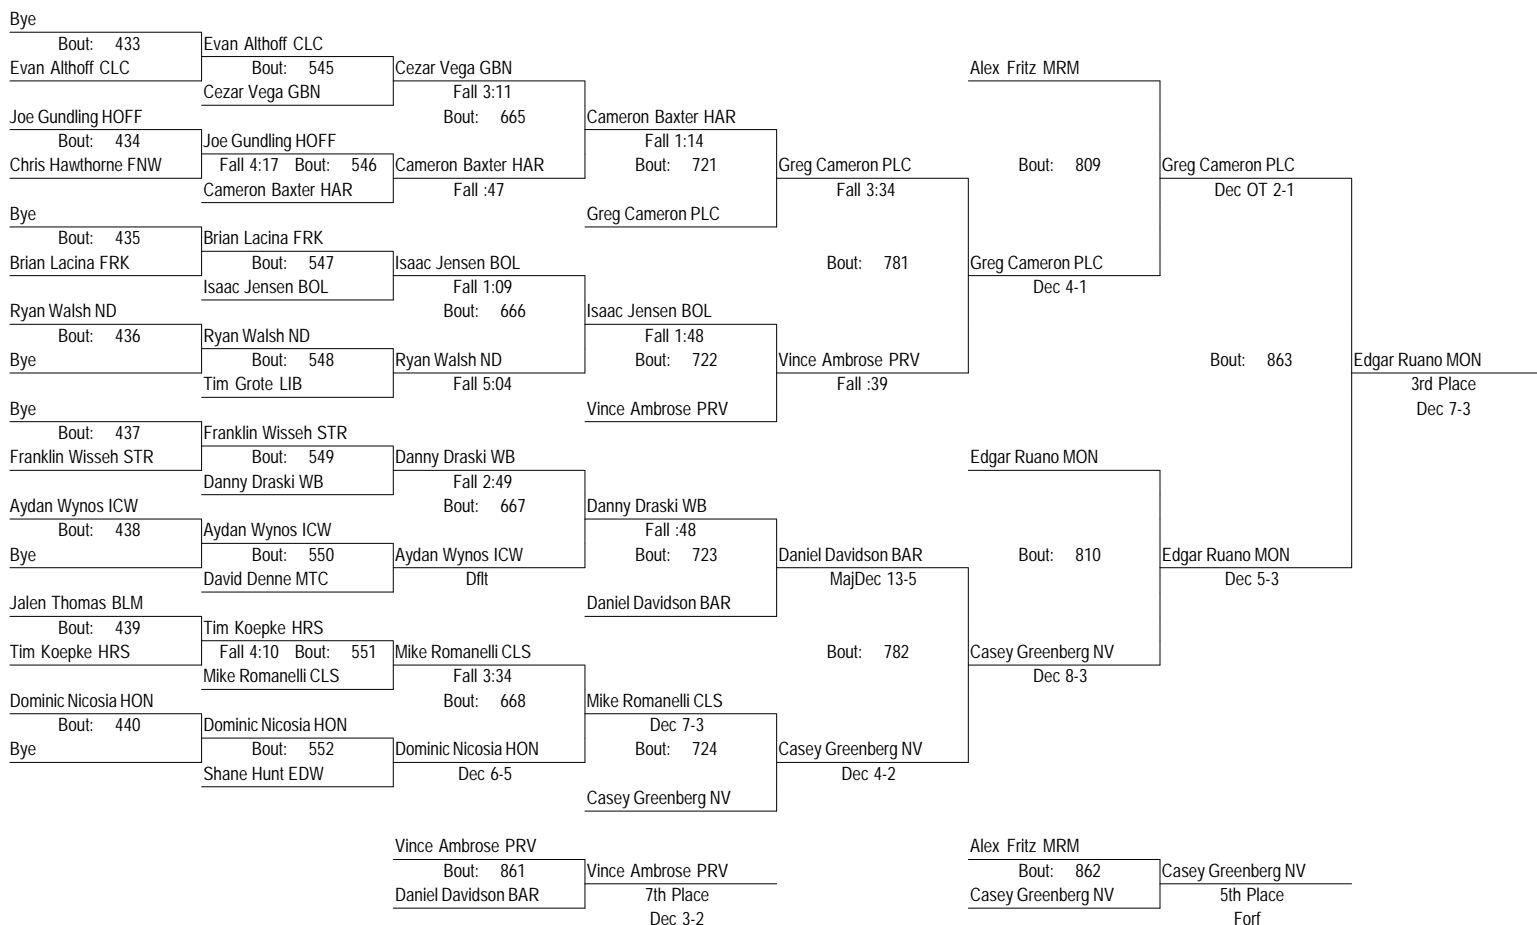 Bye
Bout: 433
Evan Althoff CLC
Evan Althoff CLC
Bout: 545
Cezar Vega GBN
Cezar Vega GBN
Fall 3:11
Bout: 665
Joe Gundling HOFF
Bout: 434
Chris Hawthorne FNW
Joe Gundling HOFF
Fall 4:17 Bout: 546
Cameron Baxter HAR
Cameron Baxter HAR
Fall :47
Cameron Baxter HAR
Fall 1:14
Bout: 721
Greg Cameron PLC
Greg Cameron PLC
Fall 3:34
Bye
Bout: 435
Brian Lacina FRK
Brian Lacina FRK
Bout: 547
Isaac Jensen BOL
Isaac Jensen BOL
Fall 1:09
Bout: 666
Ryan Walsh ND
Bout: 436
Bye
Ryan Walsh ND
Bout: 548
Tim Grote LIB
Ryan Walsh ND
Fall 5:04
Isaac Jensen BOL
Fall 1:48
Bout: 722
Vince Ambrose PRV
Vince Ambrose PRV
Fall :39
Bout: 781
Greg Cameron PLC
Dec 4-1
Alex Fritz MRM
Bout: 809
Greg Cameron PLC
Dec OT 2-1
Bye
Bout: 437
Franklin Wisseh STR
Franklin Wisseh STR
Bout: 549
Danny Draski WB
Danny Draski WB
Fall 2:49
Bout: 667
Aydan Wynos ICW
Bout: 438
Bye
Aydan Wynos ICW
Bout: 550
David Denne MTC
Aydan Wynos ICW
Dflt
Danny Draski WB
Fall :48
Bout: 723
Daniel Davidson BAR
Daniel Davidson BAR
MajDec 13-5
Jalen Thomas BLM
Bout: 439
Tim Koepke HRS
Tim Koepke HRS
Fall 4:10 Bout: 551
Mike Romanelli CLS
Mike Romanelli CLS
Fall 3:34
Bout: 668
Dominic Nicosia HON
Bout: 440
Bye
Dominic Nicosia HON
Bout: 552
Shane Hunt EDW
Dominic Nicosia HON
Dec 6-5
Mike Romanelli CLS
Dec 7-3
Bout: 724
Casey Greenberg NV
Casey Greenberg NV
Dec 4-2
Bout: 782
Casey Greenberg NV
Dec 8-3
Edgar Ruano MON
Bout: 810
Edgar Ruano MON
Dec 5-3
Bout: 863
Edgar Ruano MON
3rd Place
Dec 7-3
Vince Ambrose PRV
Bout: 861
Daniel Davidson BAR
Vince Ambrose PRV
7th Place
Dec 3-2
Alex Fritz MRM
Bout: 862
Casey Greenberg NV
Casey Greenberg NV
5th Place
Forf